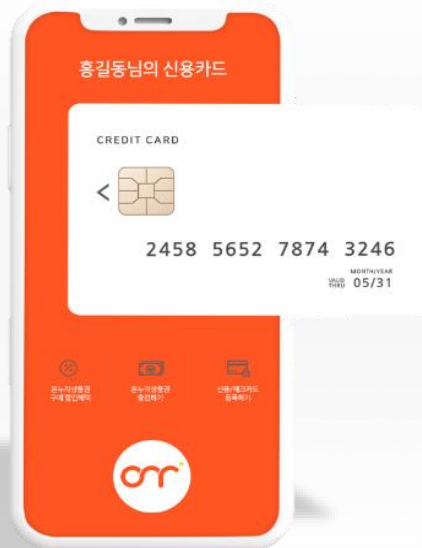 홍길동님의 신용카드
CREDIT CARD
2458 5652 7874 3246
MONTH/YEAR
VALID
THRU 05/31
온누리상품권
구매 할인혜택
온누리상품권
충전하기
신용/체크카드
등록하기
onr